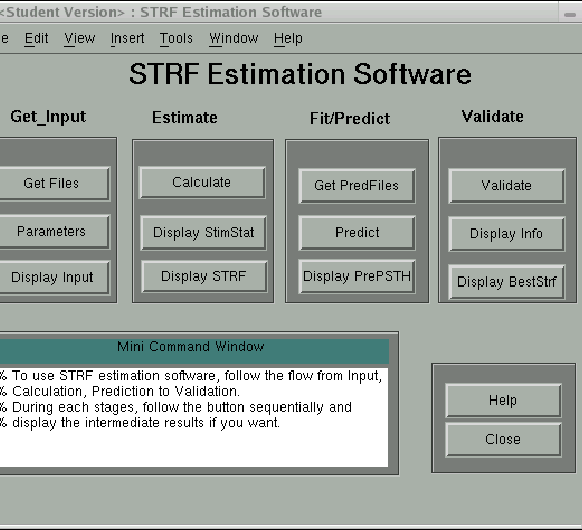 <Student Version> : STRF Estimation Software
e Edit View Insert Tools Window Help
STRF Estimation Software
Get_Input Estimate Fit/Predict Validate
Get Files Calculate Get PredFiles Validate
Parameters Display StimStat Predict Display Info
Display Input Display STRF Display PrePSTH Display BestStrf
Mini Command Window
% To use STRF estimation software, follow the flow from Input,
% Calculation, Prediction to Validation.
% During each stages, follow the button sequentially and
% display the intermediate results if you want.
Help
Close